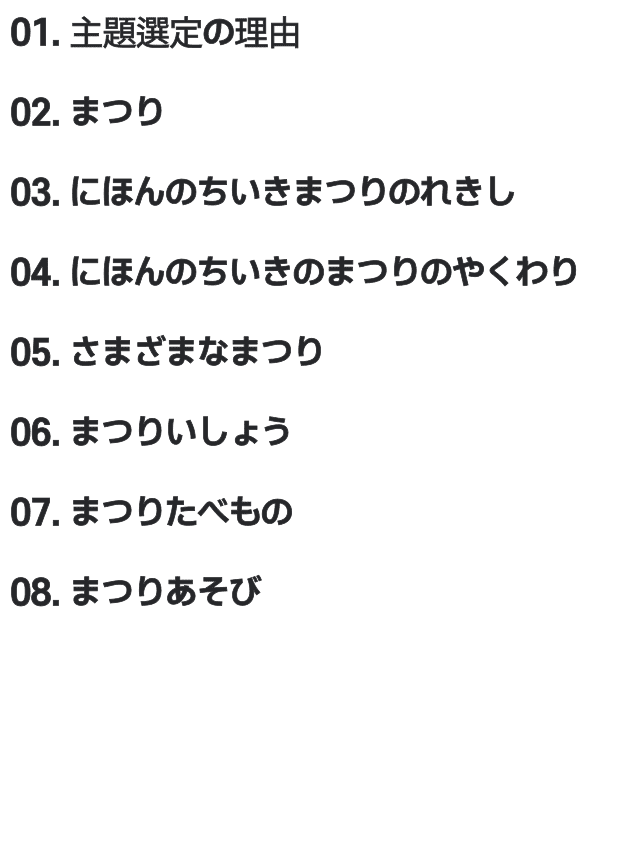 01. 主題選定の理由
02. まつり
03. にほんのちいきまつりのれきし
04. にほんのちいきのまつりのやくわり
05. さまざまなまつり
06. まつりいしょう
07. まつりたべもの
08. まつりあそび